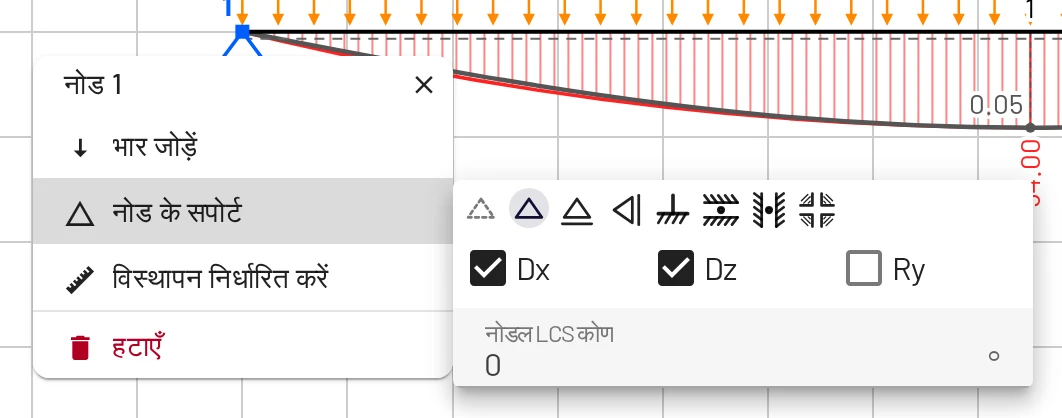 1
1
नोड 1
भार जोड़ें
0.05
नोड के सपोर्ट
विस्थापन निर्धारित करें
Dx
Dz
Ry
नोडल LCS कोण
0
°
हटाएँ